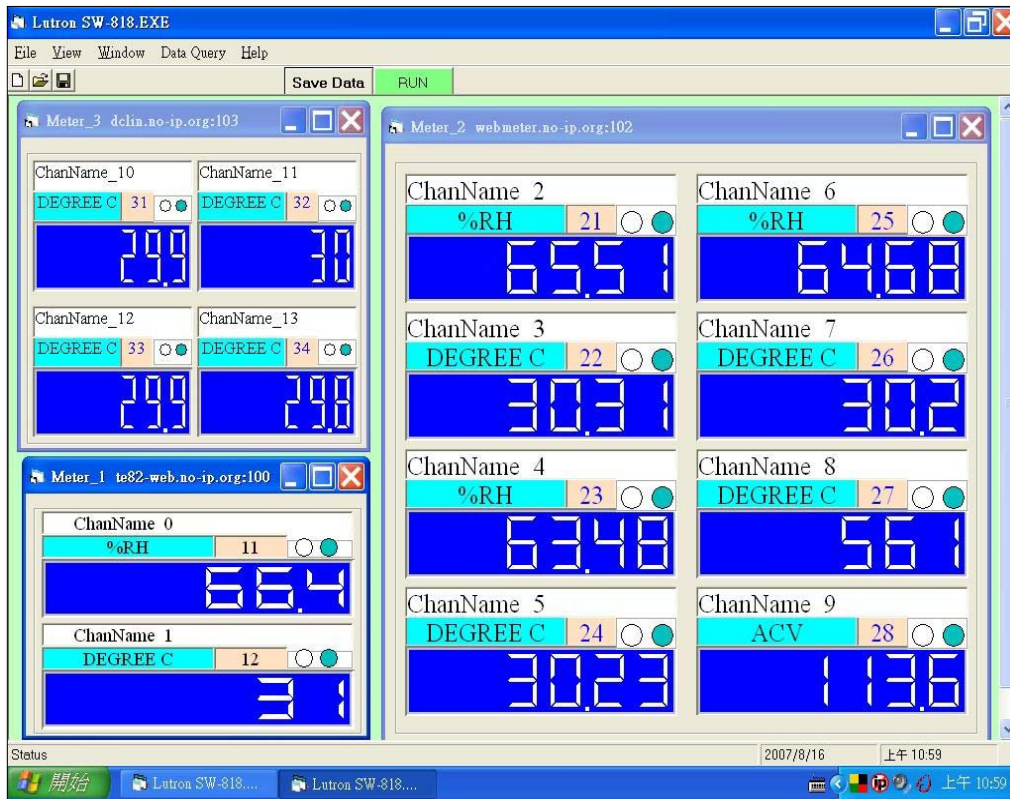 Lutron SW-818.EXE
File View Window Data Query Help
Save Data RUN
Meter_3 dclin.no-ip.org:103
ChanName_10 ChanName_11
DEGREE C 31 DEGREE C 32
29.9 30
ChanName_12 ChanName_13
DEGREE C 33 DEGREE C 34
29.9 29.8
Meter_1 te82-web.no-ip.org:100
ChanName 0
%RH 11
66.4
ChanName 1
DEGREE C 12
31
Meter_2 webmeter.no-ip.org:102
ChanName 2 ChanName 6
%RH 21 %RH 25
65.51 64.68
ChanName 3 ChanName 7
DEGREE C 22 DEGREE C 26
30.31 30.2
ChanName 4 ChanName 8
%RH 23 DEGREE C 27
63.48 561
ChanName 5 ChanName 9
DEGREE C 24 ACV 28
30.23 113.6
Status 2007/8/16 上午 10:59
開始 Lutron SW-818.... Lutron SW-818.... 上午 10:59